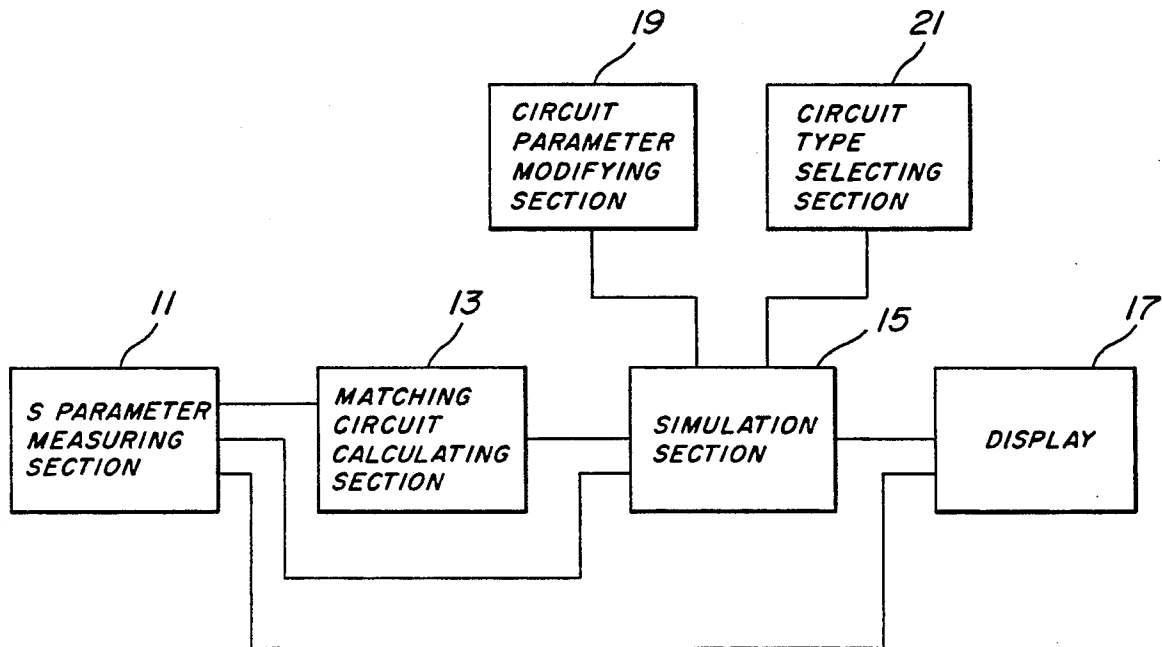 19
21
CIRCUIT
PARAMETER
MODIFYING
SECTION
CIRCUIT
TYPE
SELECTING
SECTION
11
13
15
17
S PARAMETER
MEASURING
SECTION
MATCHING
CIRCUIT
CALCULATING
SECTION
SIMULATION
SECTION
DISPLAY